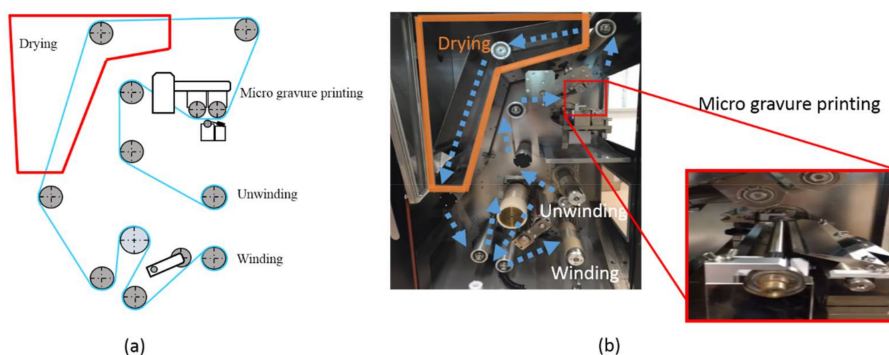 Drying
Micro gravure printing
Unwinding
Winding
(a)
Drying
Micro gravure printing
Unwinding
Winding
(b)